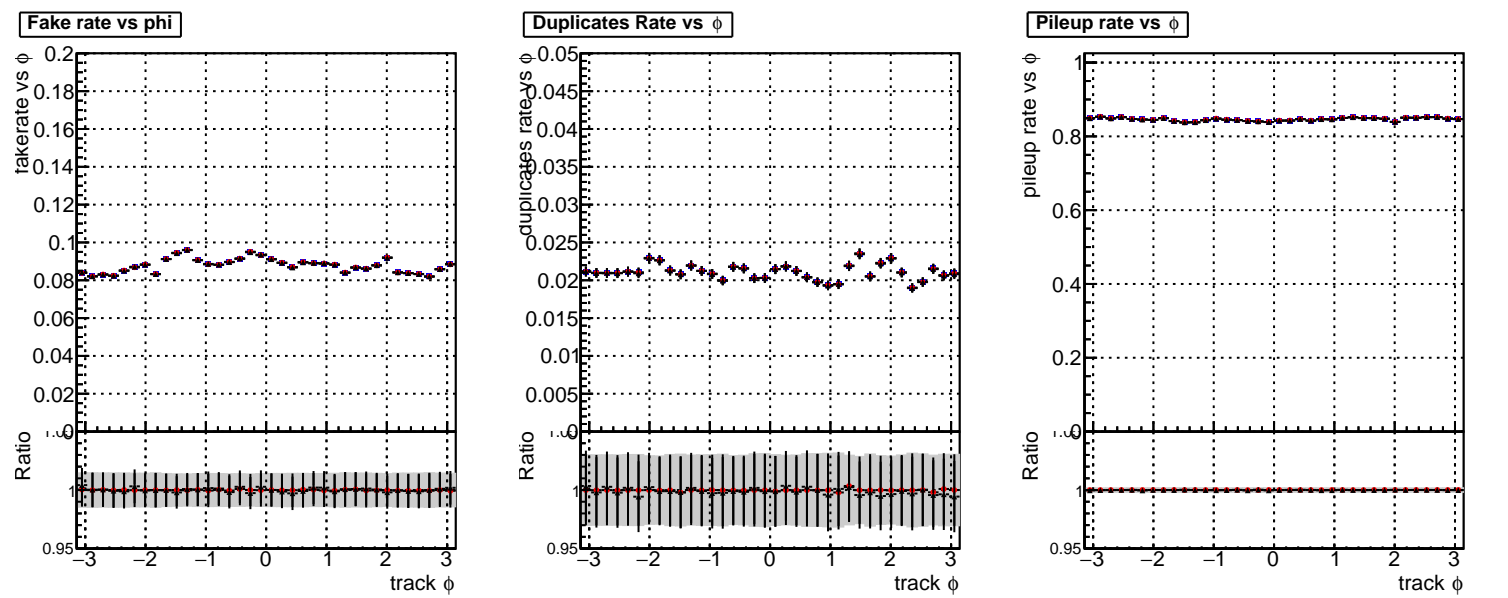 Fake rate vs phi
fakerate vs ϕ
0.2
0.18
0.16
0.14
0.12
0.1
0.08
0.06
0.04
0.02
0
Ratio
1
0.95
−3 −2 −1 0 1 2 3
track ϕ
Duplicates Rate vs ϕ
duplicates rate vs ϕ
0.05
0.045
0.04
0.035
0.03
0.025
0.02
0.015
0.01
0.005
0
Ratio
1
0.95
−3 −2 −1 0 1 2 3
track ϕ
Pileup rate vs ϕ
pileup rate vs ϕ
1
0.8
0.6
0.4
0.2
0
Ratio
1
0.95
−3 −2 −1 0 1 2 3
track ϕ